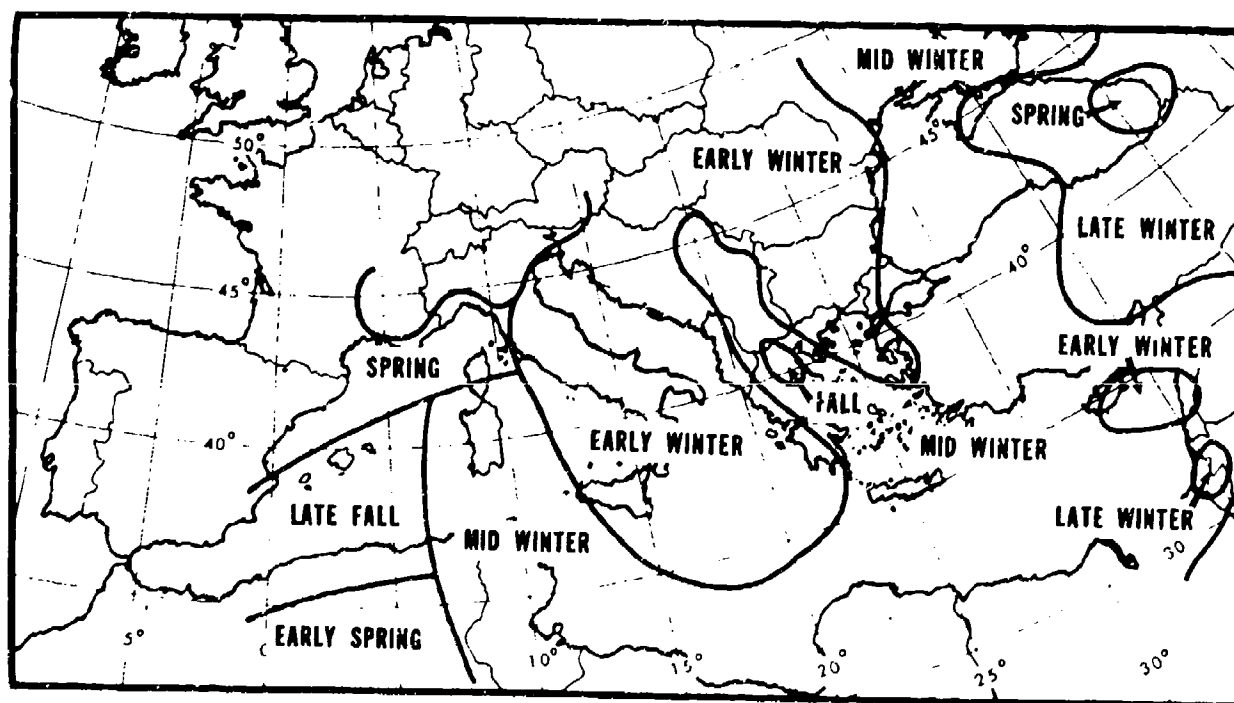 MID WINTER
SPRING
50°
45°
EARLY WINTER
LATE WINTER
40°
45°
EARLY WINTER
SPRING
FALL
40°
EARLY WINTER
MID WINTER
LATE FALL
LATE WINTER
MID WINTER
30
EARLY SPRING
5°
10°
15°
20°
25°
30°